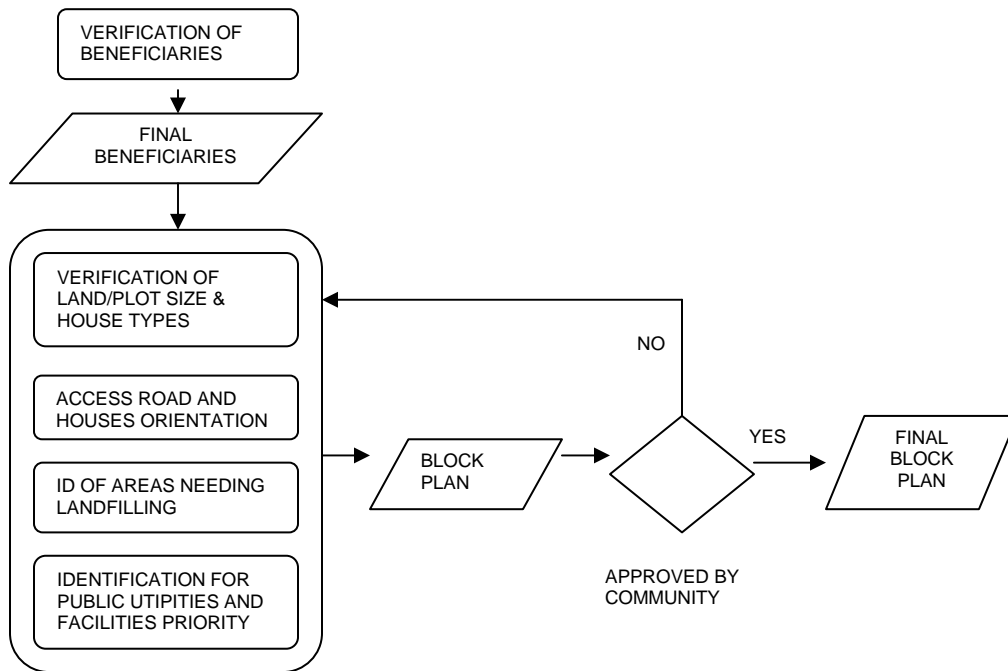 VERIFICATION OF
BENEFICIARIES
FINAL
BENEFICIARIES
VERIFICATION OF
LAND/PLOT SIZE &
HOUSE TYPES
ACCESS ROAD AND
HOUSES ORIENTATION
ID OF AREAS NEEDING
LANDFILLING
IDENTIFICATION FOR
PUBLIC UTIPITIES AND
FACILITIES PRIORITY
BLOCK
PLAN
NO
APPROVED BY
COMMUNITY
YES
FINAL
BLOCK
PLAN